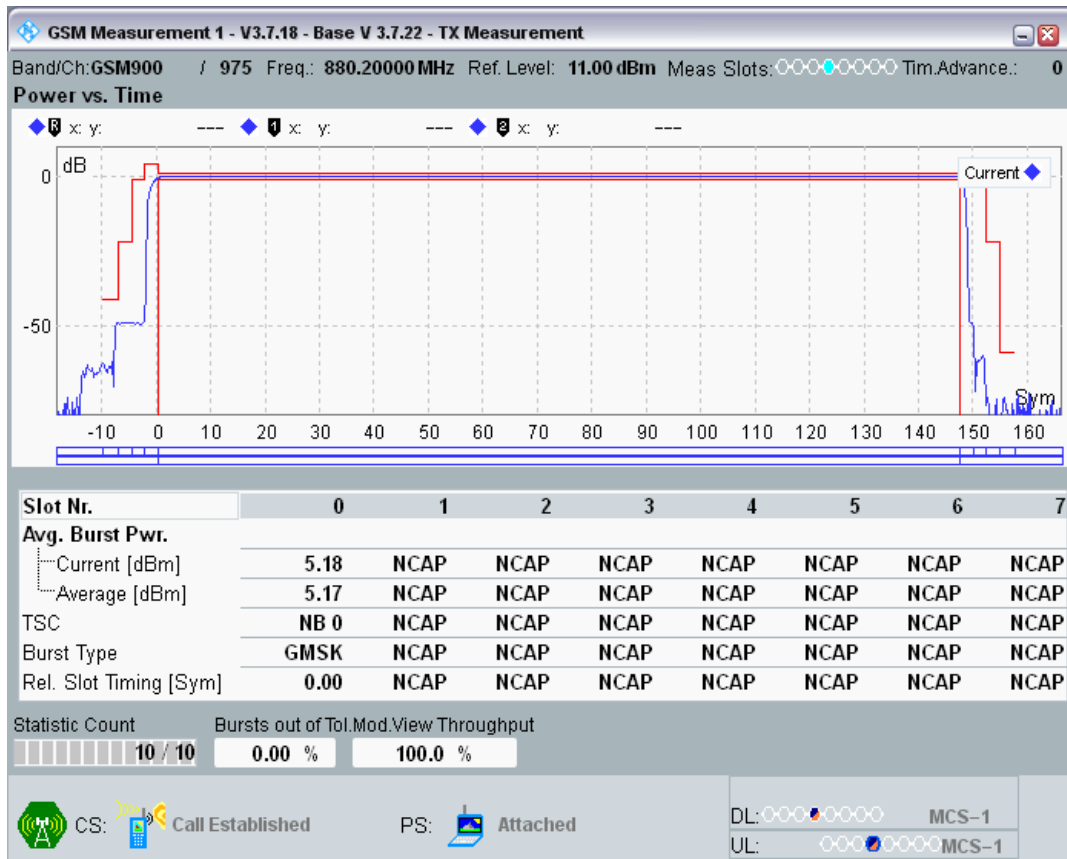 GSM Measurement 1 - V3.7.18 - Base V 3.7.22 - TX Measurement
Band/Ch:GSM900 / 975 Freq.: 880.20000 MHz Ref. Level: 11.00 dBm Meas Slots: Tim.Advance.: 0
Power vs. Time
R x: y: --- 1 x: y: --- 2 x: y: ---
dB
Current
0
-50
Sym
-10 0 10 20 30 40 50 60 70 80 90 100 110 120 130 140 150 160
Slot Nr. 0 1 2 3 4 5 6 7
Avg. Burst Pwr.
Current [dBm] 5.18 NCAP NCAP NCAP NCAP NCAP NCAP NCAP
Average [dBm] 5.17 NCAP NCAP NCAP NCAP NCAP NCAP NCAP
TSC NB 0 NCAP NCAP NCAP NCAP NCAP NCAP NCAP
Burst Type GMSK NCAP NCAP NCAP NCAP NCAP NCAP NCAP
Rel. Slot Timing [Sym] 0.00 NCAP NCAP NCAP NCAP NCAP NCAP NCAP
Statistic Count Bursts out of Tol.Mod.View Throughput
10 / 10 0.00 % 100.0 %
CS: Call Established PS: Attached
DL: MCS-1
UL: MCS-1